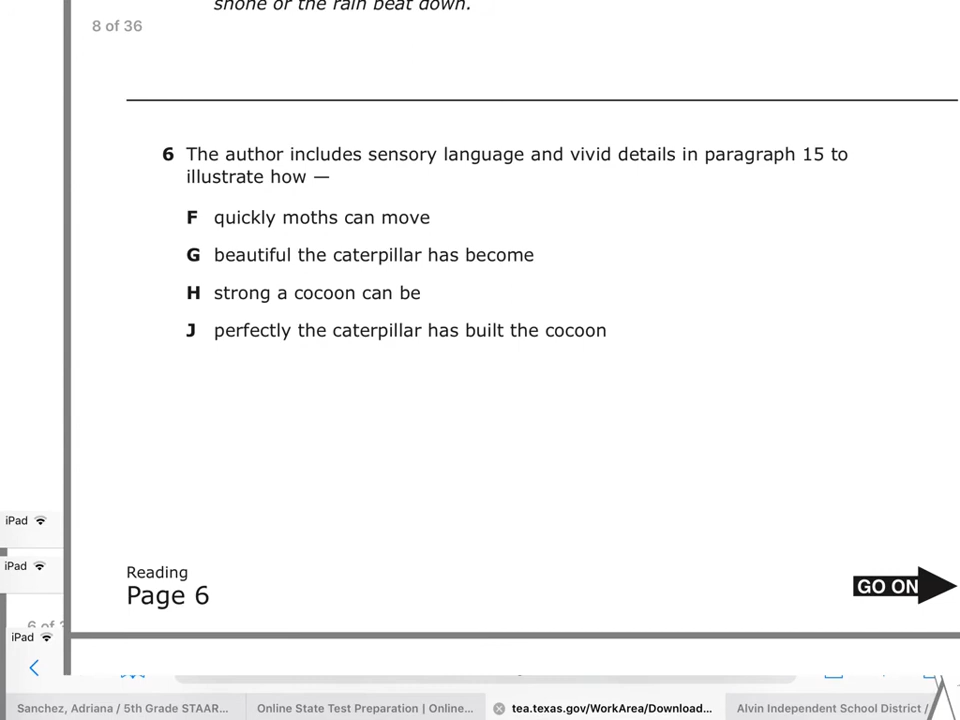 shone or the rain beat down.
8 of 36
6 The author includes sensory language and vivid details in paragraph 15 to
illustrate how —
F quickly moths can move
G beautiful the caterpillar has become
H strong a cocoon can be
J perfectly the caterpillar has built the cocoon
iPad
iPad
Reading
Page 6
GO ON
6 of
iPad
Sanchez, Adriana / 5th Grade STAAR...
Online State Test Preparation | Online...
tea.texas.gov/WorkArea/Download...
Alvin Independent School District /